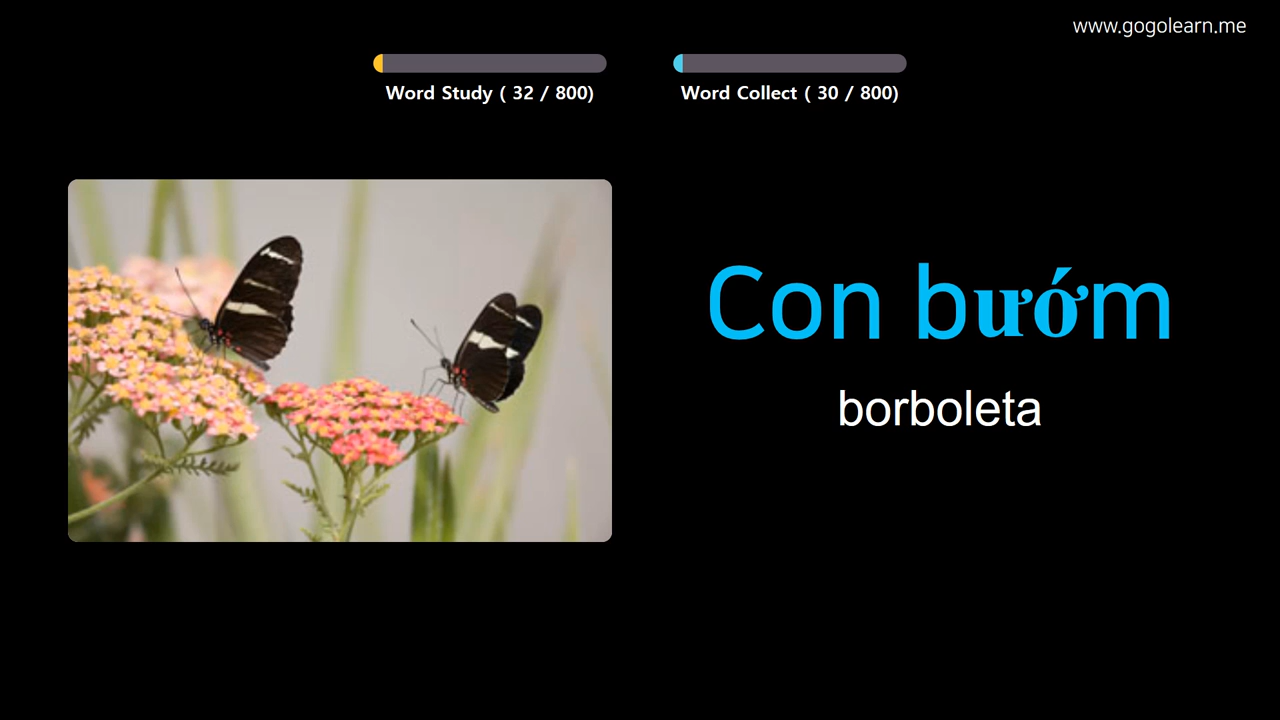 www.gogolearn.me
Word Study ( 32 / 800)
Word Collect ( 30 / 800)
Con bướm
borboleta